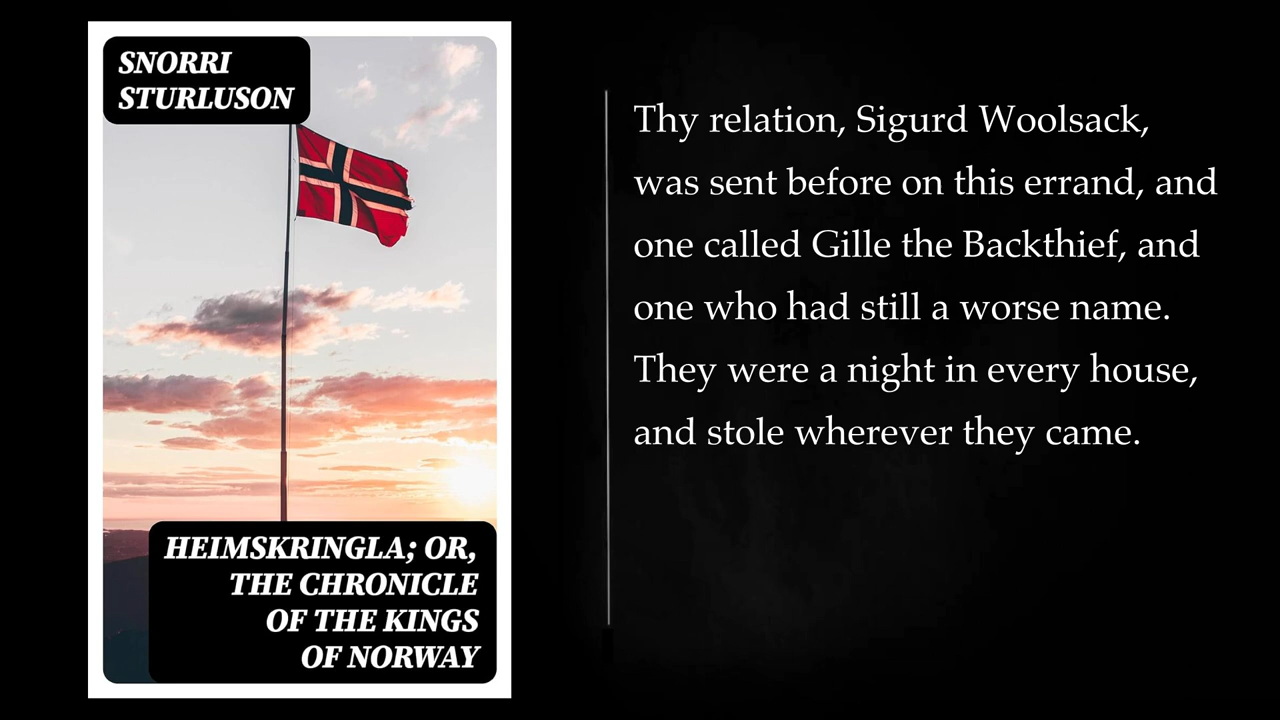 SNORRI
STURLUSON
HEIMSKRINGLA; OR,
THE CHRONICLE
OF THE KINGS
OF NORWAY
Thy relation, Sigurd Woolsack,
was sent before on this errand, and
one called Gille the Backthief, and
one who had still a worse name.
They were a night in every house,
and stole wherever they came.